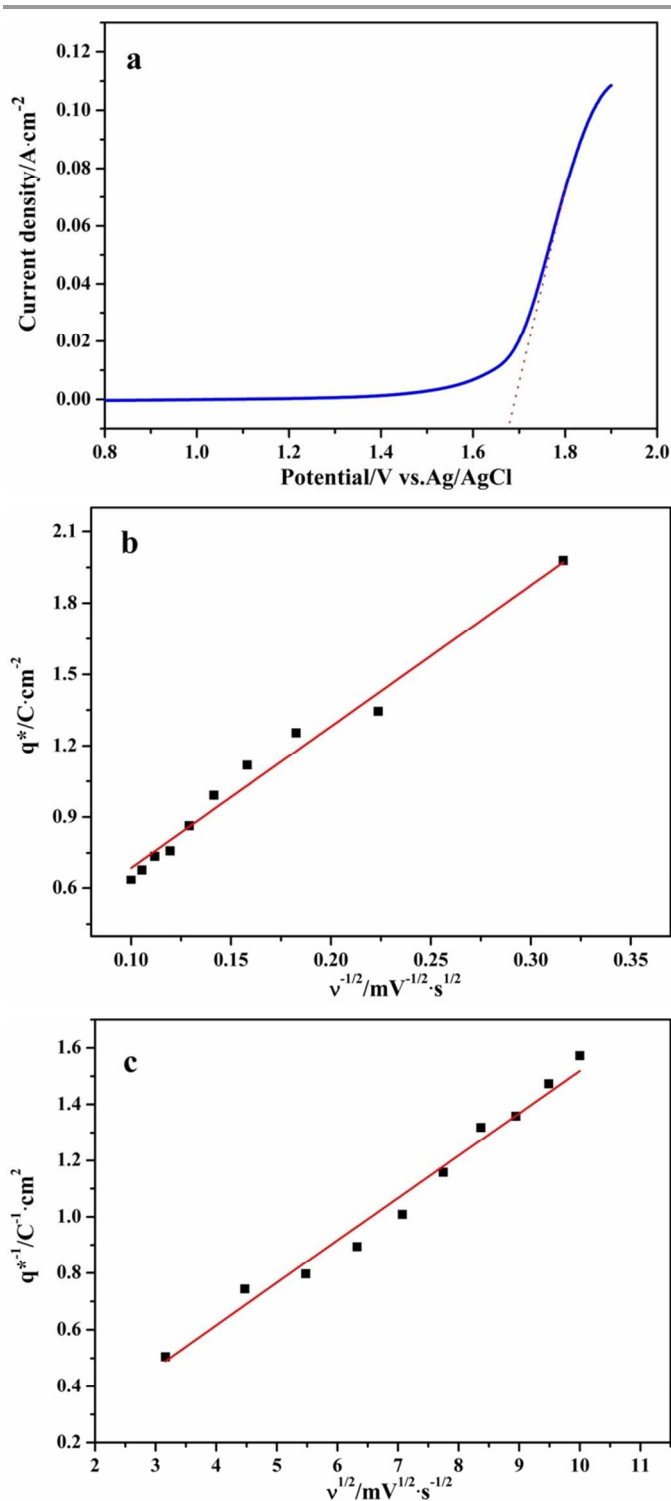 a
0.12
0.10
0.08
0.06
0.04
0.02
0.00
Current density/A·cm⁻²
0.8 1.0 1.2 1.4 1.6 1.8 2.0
Potential/V vs.Ag/AgCl
b
2.1
1.8
1.5
1.2
0.9
0.6
q*/C·cm⁻²
0.10 0.15 0.20 0.25 0.30 0.35
ν⁻¹/²/mV⁻¹/²·s¹/²
c
1.6
1.4
1.2
1.0
0.8
0.6
0.4
0.2
q*⁻¹/C⁻¹·cm²
2 3 4 5 6 7 8 9 10 11
ν¹/²/mV¹/²·s⁻¹/²